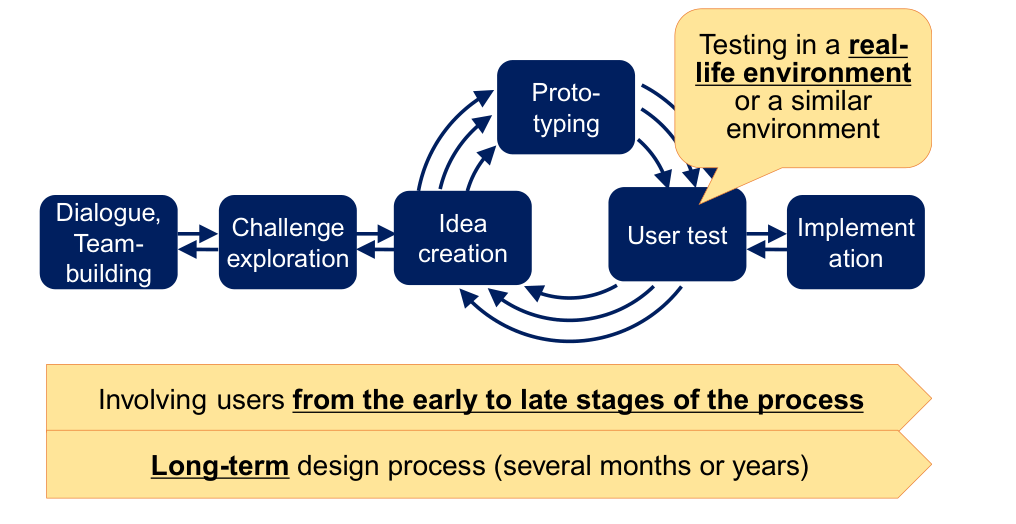 Testing in a real-
life environment
or a similar
environment
Proto-
typing
Dialogue,
Team-
building
Challenge
exploration
Idea
creation
User test
Implement
ation
Involving users from the early to late stages of the process
Long-term design process (several months or years)